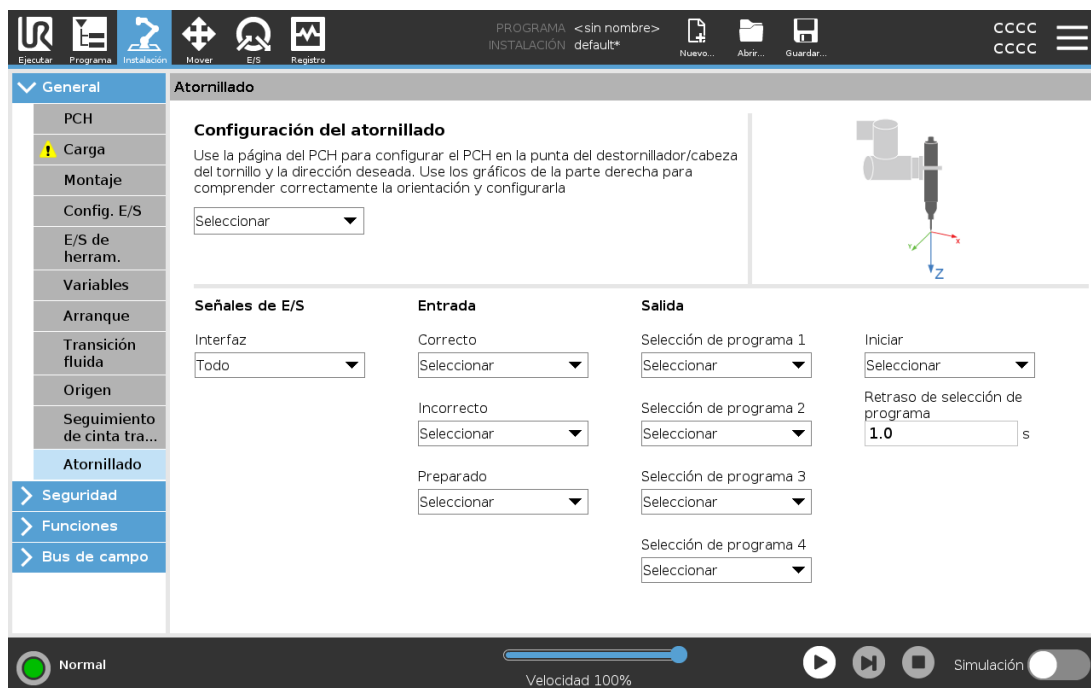 PROGRAMA <sin nombre>
INSTALACIÓN default*
CCCC
CCCC
Ejecutar Programa Instalación Mover E/S Registro Nuevo... Abrir... Guardar...
General
Atornillado
PCH
Carga
Montaje
Config. E/S
E/S de
herram.
Variables
Arranque
Transición
fluida
Origen
Seguimiento
de cinta tra...
Atornillado
Seguridad
Funciones
Bus de campo
Configuración del atornillado
Use la página del PCH para configurar el PCH en la punta del destornillador/cabeza
del tornillo y la dirección deseada. Use los gráficos de la parte derecha para
comprender correctamente la orientación y configurarla
Seleccionar
Y
X
Z
Señales de E/S
Interfaz
Todo
Entrada
Correcto
Seleccionar
Incorrecto
Seleccionar
Preparado
Seleccionar
Salida
Selección de programa 1
Seleccionar
Selección de programa 2
Seleccionar
Selección de programa 3
Seleccionar
Selección de programa 4
Seleccionar
Iniciar
Seleccionar
Retraso de selección de
programa
1.0 s
Normal
Velocidad 100%
Simulación